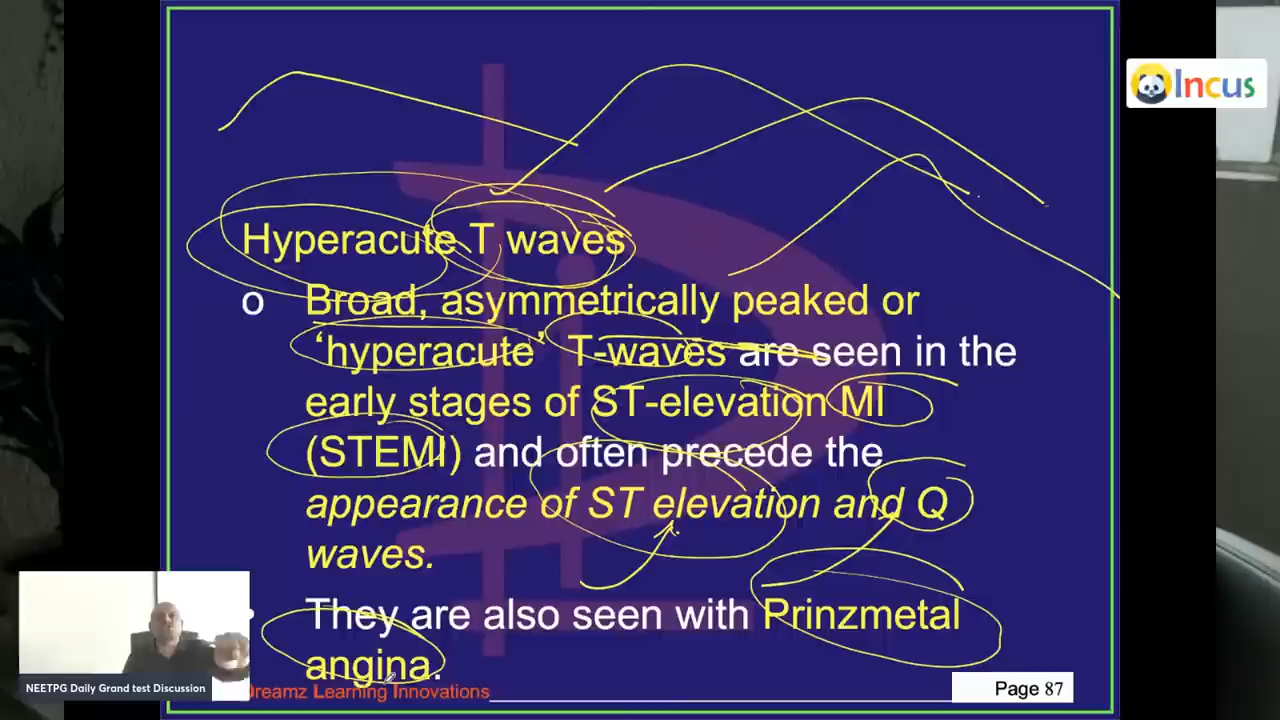 Incus
Hyperacute T waves
o Broad, asymmetrically peaked or
‘hyperacute’ T-waves are seen in the
early stages of ST-elevation MI
(STEMI) and often precede the
appearance of ST elevation and Q
waves.
They are also seen with Prinzmetal
angina.
NEETPG Daily Grand test Discussion
Dreamz Learning Innovations
Page 87